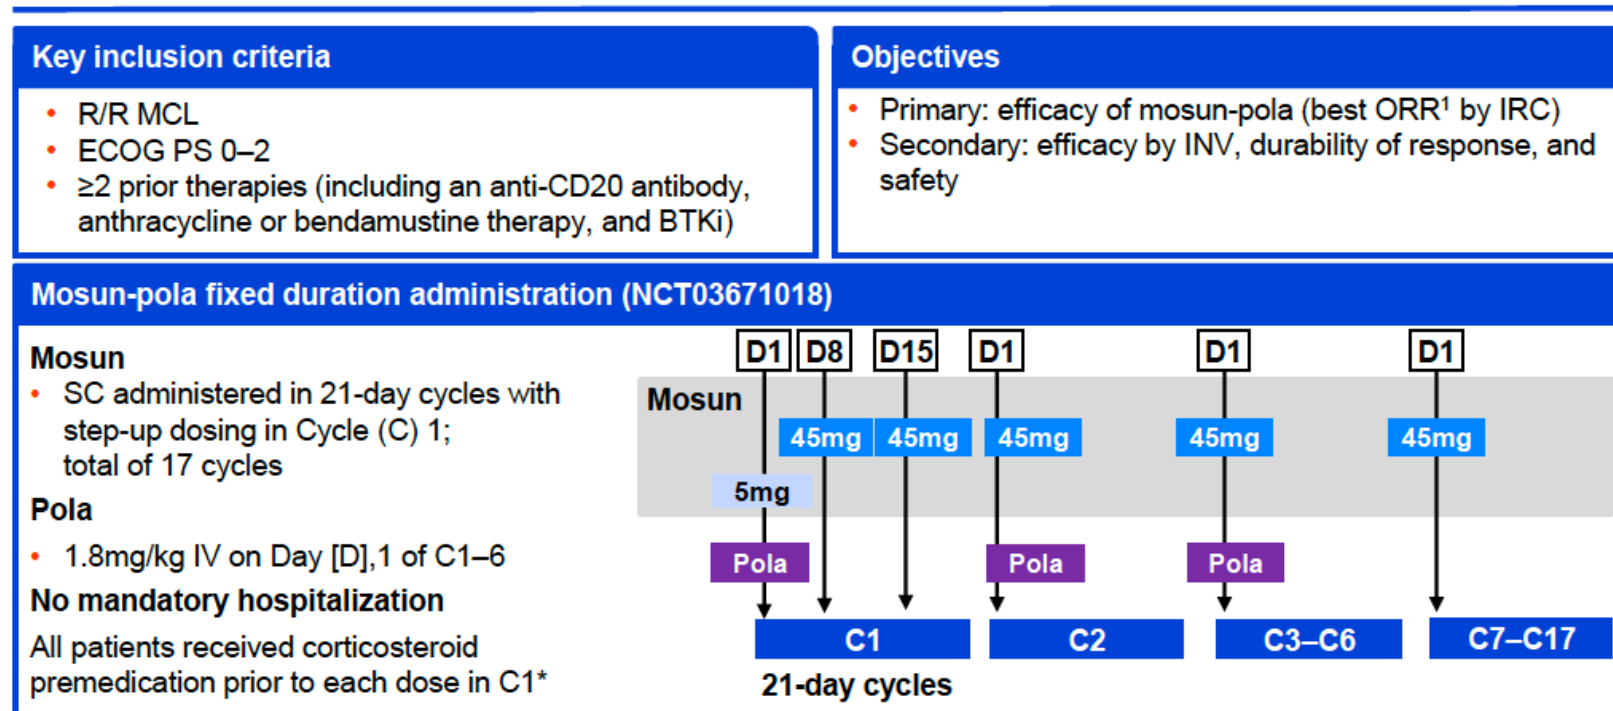 Key inclusion criteria
• R/R MCL
• ECOG PS 0–2
• ≥2 prior therapies (including an anti-CD20 antibody,
anthracycline or bendamustine therapy, and BTKi)
Objectives
• Primary: efficacy of mosun-pola (best ORR¹ by IRC)
• Secondary: efficacy by INV, durability of response, and
safety
Mosun-pola fixed duration administration (NCT03671018)
Mosun
• SC administered in 21-day cycles with
step-up dosing in Cycle (C) 1;
total of 17 cycles
Pola
• 1.8mg/kg IV on Day [D],1 of C1–6
No mandatory hospitalization
All patients received corticosteroid
premedication prior to each dose in C1*
D1 D8 D15 D1 D1 D1
Mosun
45mg 45mg 45mg 45mg 45mg
5mg
Pola Pola Pola
C1 C2 C3–C6 C7–C17
21-day cycles